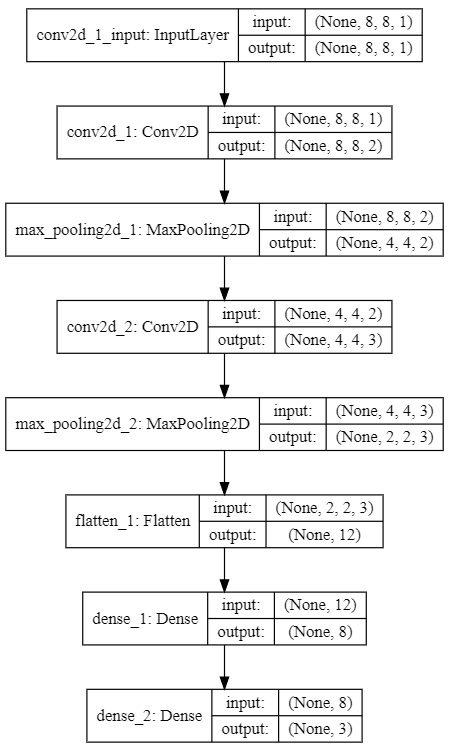 conv2d_1_input: InputLayer
input: (None, 8, 8, 1)
output: (None, 8, 8, 1)
conv2d_1: Conv2D
input: (None, 8, 8, 1)
output: (None, 8, 8, 2)
max_pooling2d_1: MaxPooling2D
input: (None, 8, 8, 2)
output: (None, 4, 4, 2)
conv2d_2: Conv2D
input: (None, 4, 4, 2)
output: (None, 4, 4, 3)
max_pooling2d_2: MaxPooling2D
input: (None, 4, 4, 3)
output: (None, 2, 2, 3)
flatten_1: Flatten
input: (None, 2, 2, 3)
output: (None, 12)
dense_1: Dense
input: (None, 12)
output: (None, 8)
dense_2: Dense
input: (None, 8)
output: (None, 3)